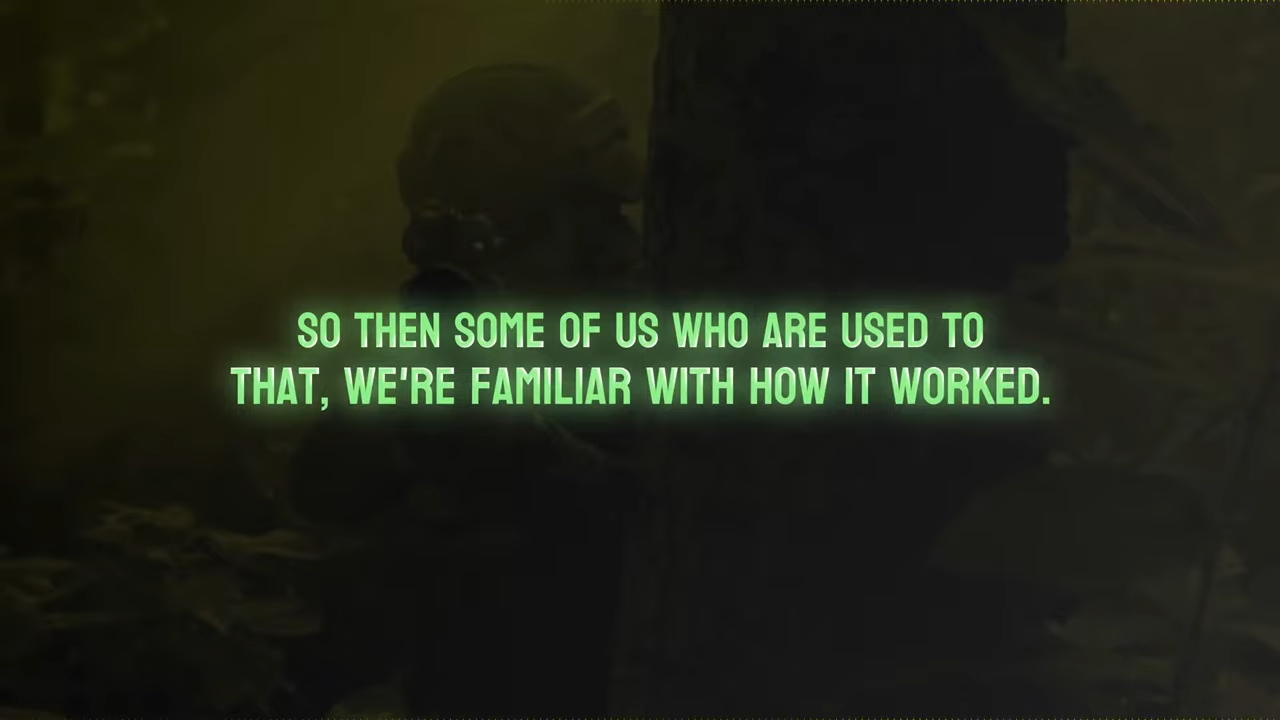 SO THEN SOME OF US WHO ARE USED TO
THAT, WE'RE FAMILIAR WITH HOW IT WORKED.